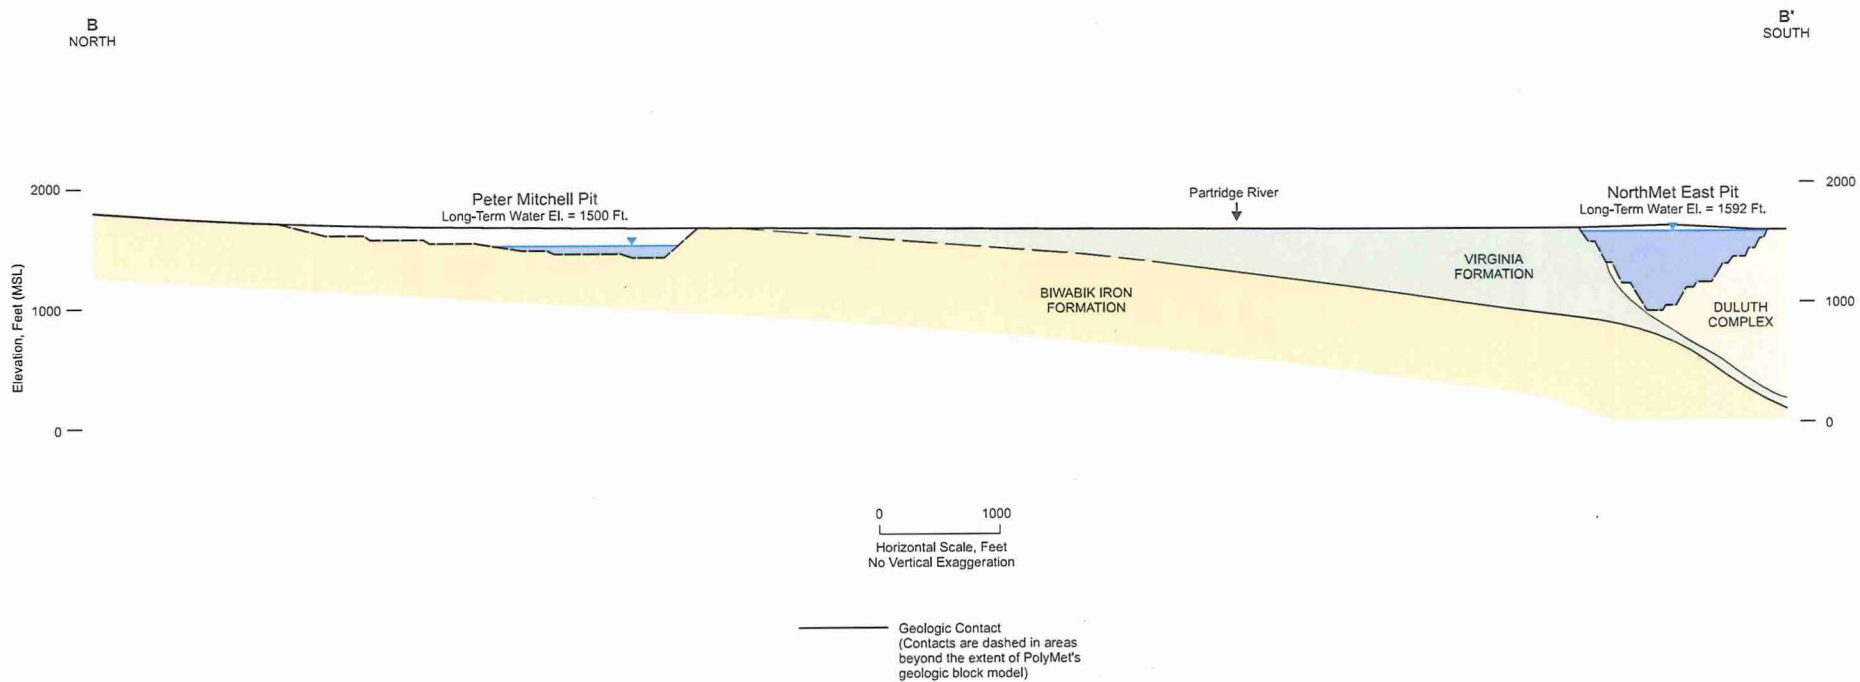 B
NORTH
B'
SOUTH
Peter Mitchell Pit
Long-Term Water El. = 1500 Ft.
Partridge River
NorthMet East Pit
Long-Term Water El. = 1592 Ft.
2000
1000
0
Elevation, Feet (MSL)
2000
1000
0
VIRGINIA
FORMATION
BIWABIK IRON
FORMATION
DULUTH
COMPLEX
0 1000
Horizontal Scale, Feet
No Vertical Exaggeration
Geologic Contact
(Contacts are dashed in areas
beyond the extent of PolyMet's
geologic block model)